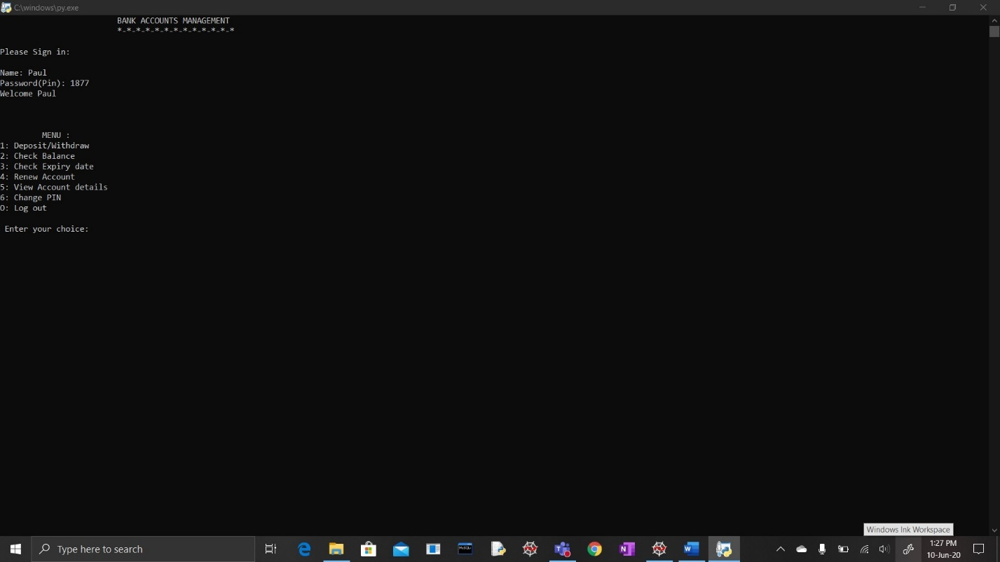 C:\windows\py.exe
BANK ACCOUNTS MANAGEMENT
*-*-*-*-*-*-*-*-*-*-*-*-*
Please Sign in:
Name: Paul
Password(Pin): 1877
Welcome Paul
MENU :
1: Deposit/Withdraw
2: Check Balance
3: Check Expiry date
4: Renew Account
5: View Account details
6: Change PIN
0: Log out
Enter your choice:
Windows Ink Workspace
Type here to search
1:27 PM
10-Jun-20